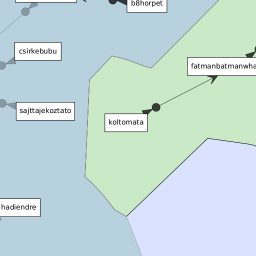 b8horpet
csirkebubu
fatmanbatmanwha
sajttajekoztato
koltomata
hadiendre